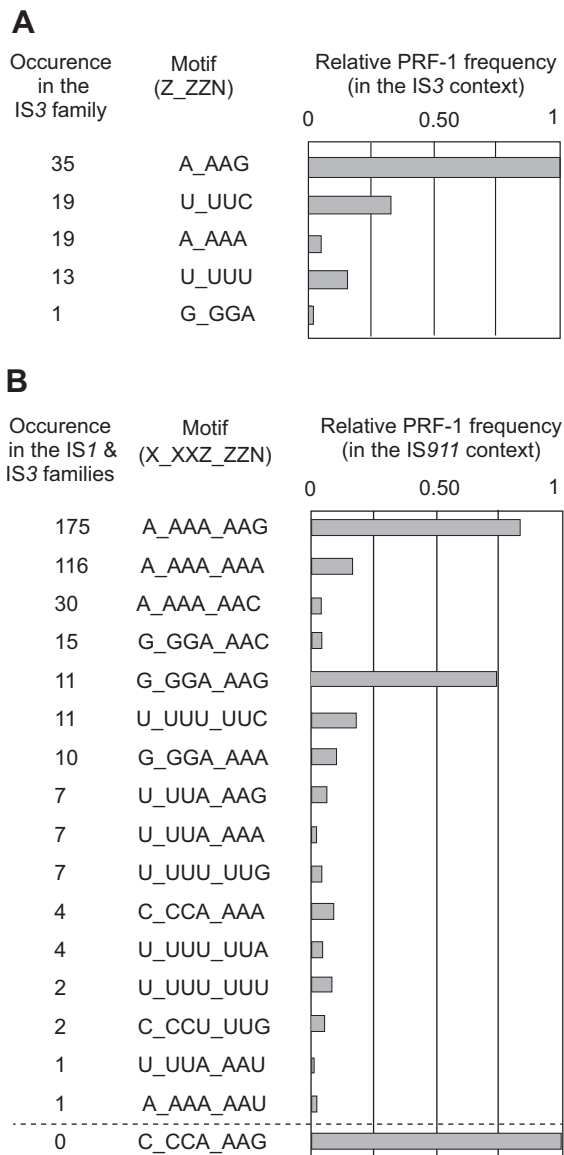 A
Occurence
in the
IS3 family
Motif
(Z_ZZN)
Relative PRF-1 frequency
(in the IS3 context)
0 0.50 1
35 A_AAG
19 U_UUC
19 A_AAA
13 U_UUU
1 G_GGA
B
Occurence
in the IS1 &
IS3 families
Motif
(X_XXZ_ZZN)
Relative PRF-1 frequency
(in the IS911 context)
0 0.50 1
175 A_AAA_AAG
116 A_AAA_AAA
30 A_AAA_AAC
15 G_GGA_AAC
11 G_GGA_AAG
11 U_UUU_UUC
10 G_GGA_AAA
7 U_UUA_AAG
7 U_UUA_AAA
7 U_UUU_UUG
4 C_CCA_AAA
4 U_UUU_UUA
2 U_UUU_UUU
2 C_CCU_UUG
1 U_UUA_AAU
1 A_AAA_AAU
0 C_CCA_AAG